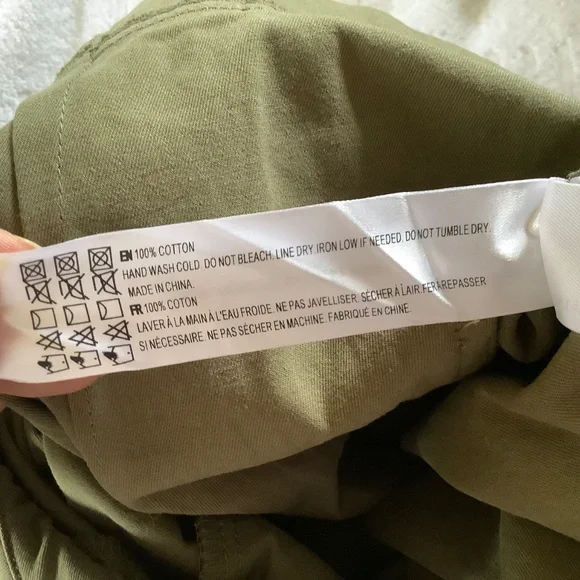 EN 100% COTTON
HAND WASH COLD. DO NOT BLEACH. LINE DRY. IRON LOW IF NEEDED. DO NOT TUMBLE DRY.
MADE IN CHINA.
FR 100% COTON
LAVER À LA MAIN À L'EAU FROIDE. NE PAS JAVELLISER. SÉCHER À L'AIR. FER À REPASSER
SI NÉCESSAIRE. NE PAS SÉCHER EN MACHINE. FABRIQUÉ EN CHINE.